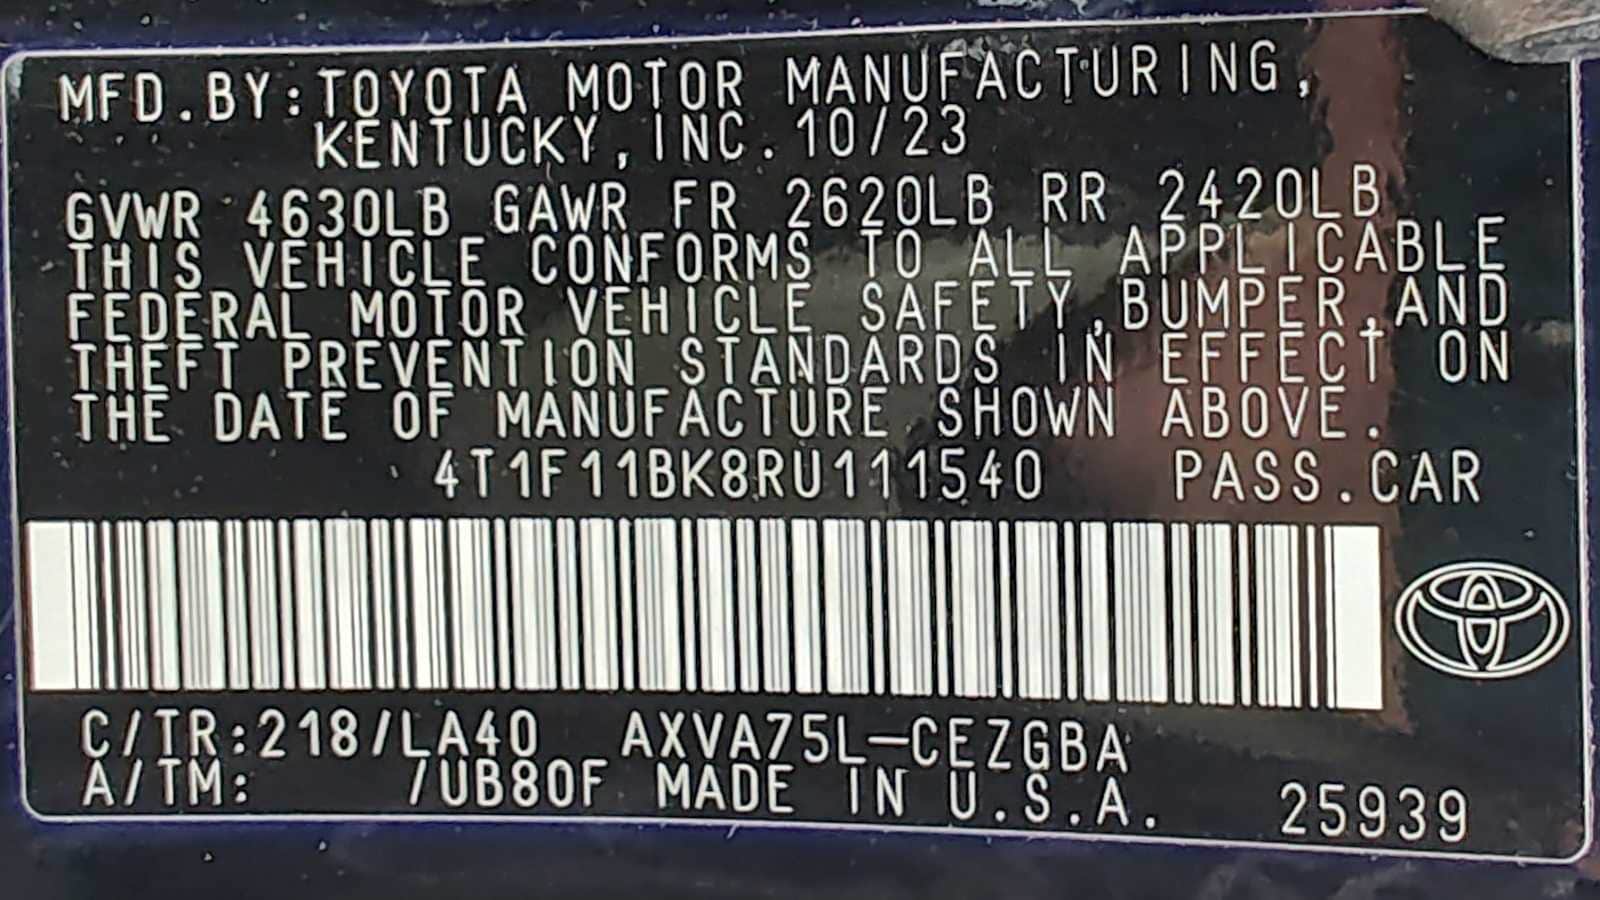 MFD.BY:TOYOTA MOTOR MANUFACTURING,
KENTUCKY,INC. 10/23
GVWR 4630LB GAWR FR 2620LB RR 2420LB
THIS VEHICLE CONFORMS TO ALL APPLICABLE
FEDERAL MOTOR VEHICLE SAFETY,BUMPER,AND
THEFT PREVENTION STANDARDS IN EFFECT ON
THE DATE OF MANUFACTURE SHOWN ABOVE.
4T1F11BK8RU111540 PASS.CAR
C/TR:218/LA40 AXVA75L-CEZGBA
A/TM: /UB80F MADE IN U.S.A. 25939